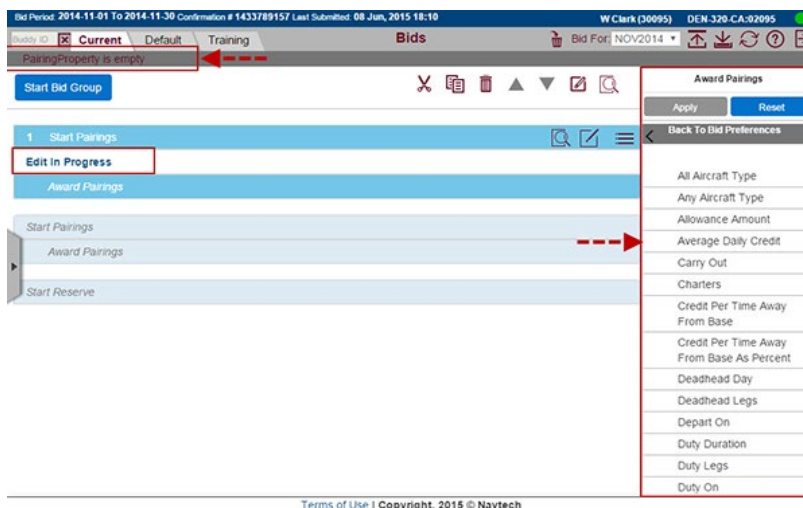 Bid Period: 2014-11-01 To 2014-11-30 Confirmation # 1433789157 Last Submitted: 08 Jun, 2015 18:10 W Clark (30095) DEN-320-CA:02095
Buddy ID Current Default Training Bids Bid For: NOV2014
PairingProperty is empty
Start Bid Group
Award Pairings
Apply Reset
1 Start Pairings
Back To Bid Preferences
Edit In Progress
Award Pairings
Start Pairings
Award Pairings
Start Reserve
All Aircraft Type
Any Aircraft Type
Allowance Amount
Average Daily Credit
Carry Out
Charters
Credit Per Time Away
From Base
Credit Per Time Away
From Base As Percent
Deadhead Day
Deadhead Legs
Depart On
Duty Duration
Duty Legs
Duty On
Terms of Use | Copyright, 2015 © Navtech